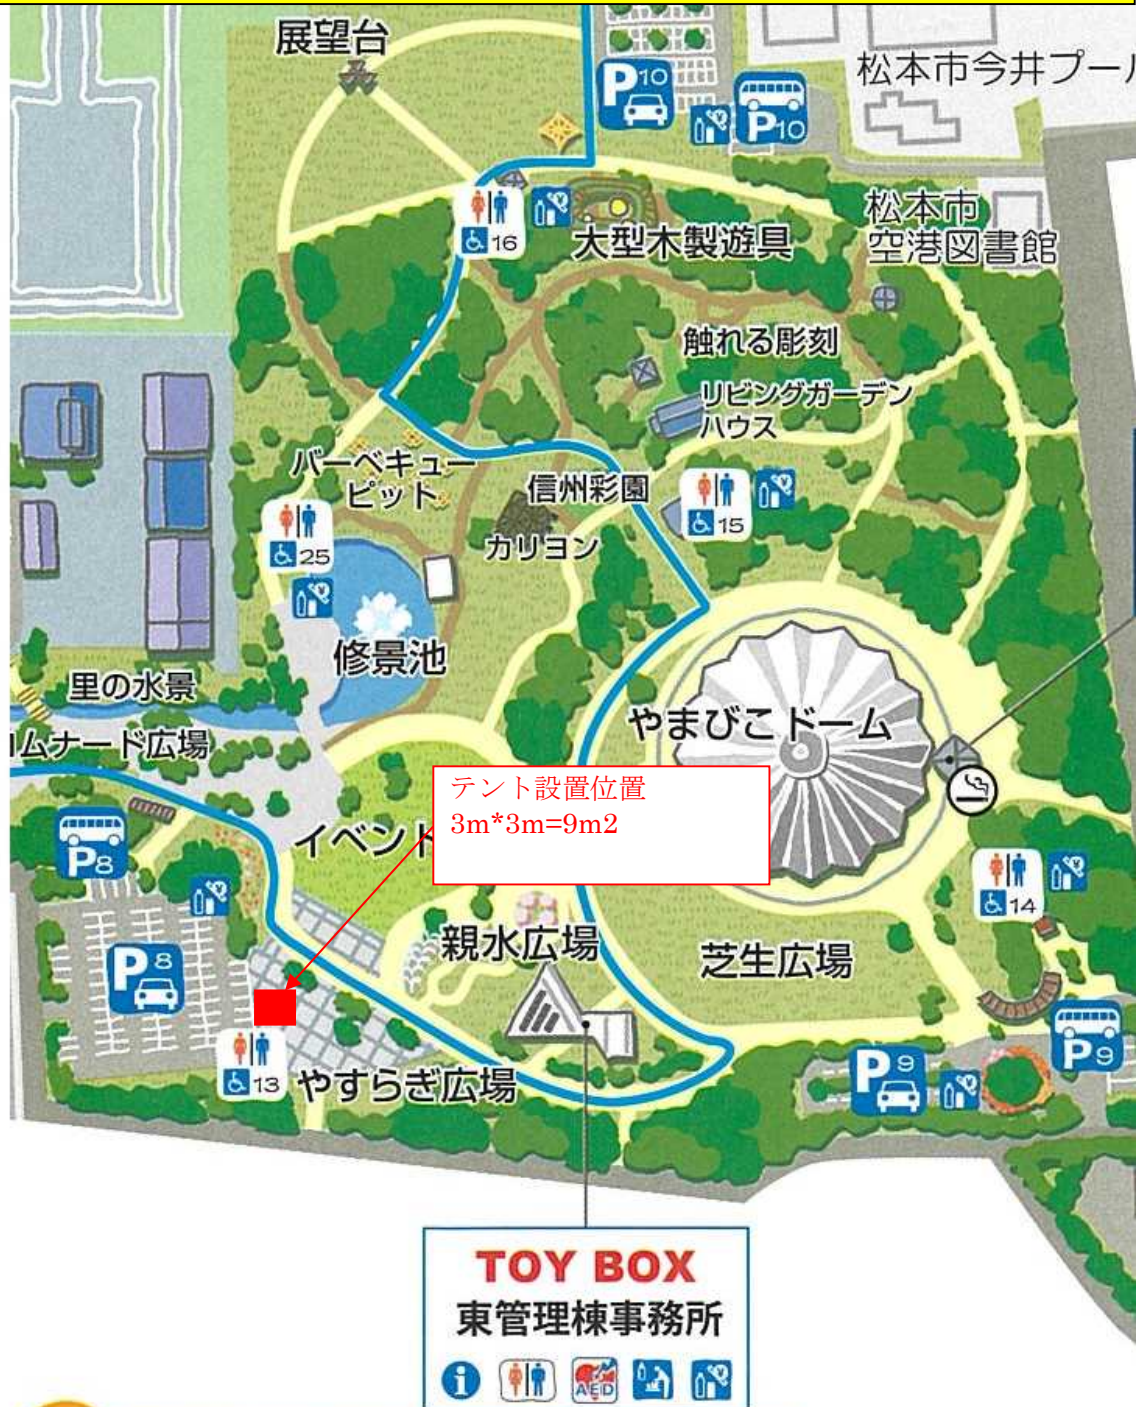 展望台
P10
P10
松本市今井プール
16
大型木製遊具
松本市
空港図書館
触れる彫刻
リビングガーデン
ハウス
バーベキュー
ピット
信州彩園
15
カリヨン
25
修景池
里の水景
ムナード広場
やまびこドーム
テント設置位置
3m*3m=9m2
イベント
P8
14
親水広場
芝生広場
P8
P9
P9
13
やすらぎ広場
TOY BOX
東管理棟事務所
i
AED